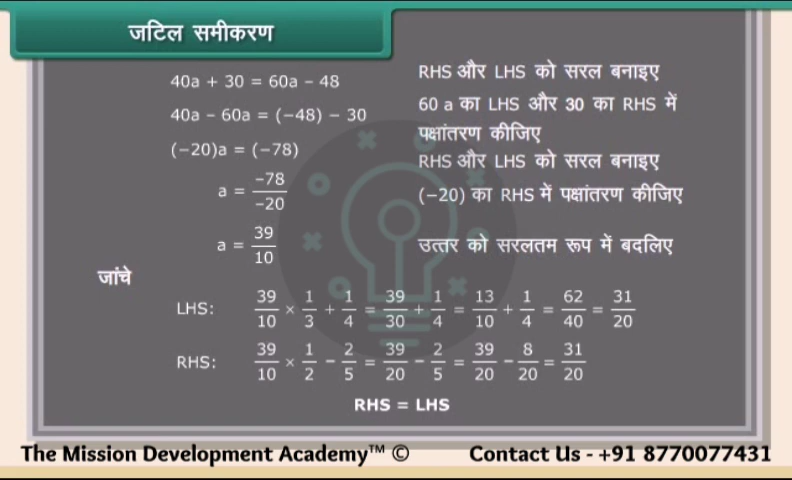 जटिल समीकरण
40a + 30 = 60a − 48 RHS और LHS को सरल बनाइए
40a − 60a = (−48) − 30 60 a का LHS और 30 का RHS में पक्षांतरण कीजिए
(−20)a = (−78) RHS और LHS को सरल बनाइए
a = −78/−20 (−20) का RHS में पक्षांतरण कीजिए
a = 39/10 उत्तर को सरलतम रूप में बदलिए
जांचे
LHS: 39/10 × 1/3 + 1/4 = 39/30 + 1/4 = 13/10 + 1/4 = 62/40 = 31/20
RHS: 39/10 × 1/2 − 2/5 = 39/20 − 2/5 = 39/20 − 8/20 = 31/20
RHS = LHS
The Mission Development Academy™ © Contact Us - +91 8770077431